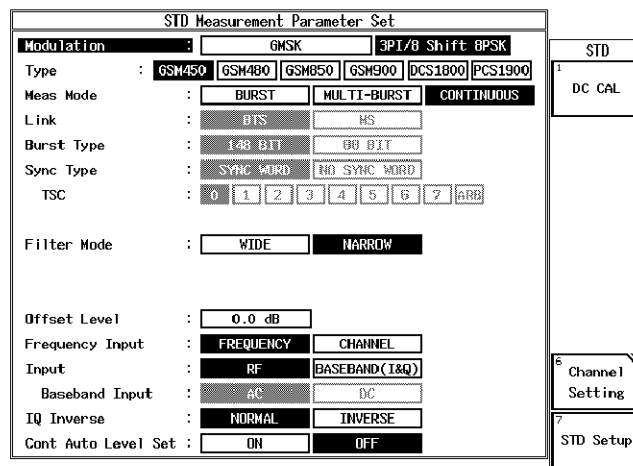 STD Measurement Parameter Set
Modulation : GMSK 3PI/8 Shift 8PSK
Type : GSM450 GSM480 GSM850 GSM900 DCS1800 PCS1900
Meas Mode : BURST MULTI-BURST CONTINUOUS
Link : BTS MS
Burst Type : 148 BIT 88 BIT
Sync Type : SYNC WORD NO SYNC WORD
TSC : 0 1 2 3 4 5 6 7 ARB
Filter Mode : WIDE NARROW
Offset Level : 0.0 dB
Frequency Input : FREQUENCY CHANNEL
Input : RF BASEBAND(I&Q)
Baseband Input : AC DC
IQ Inverse : NORMAL INVERSE
Cont Auto Level Set : ON OFF
STD
1
DC CAL
6
Channel
Setting
7
STD Setup